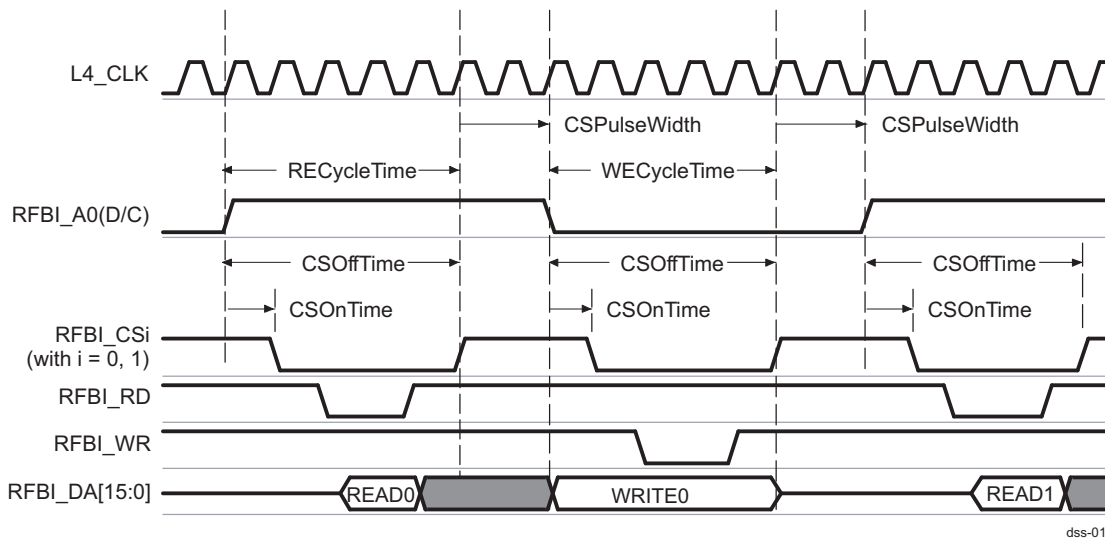 L4_CLK
CSPulseWidth CSPulseWidth
RECycleTime WECycleTime
RFBI_A0(D/C)
CSOffTime CSOffTime CSOffTime
CSOnTime CSOnTime CSOnTime
RFBI_CSi
(with i = 0, 1)
RFBI_RD
RFBI_WR
RFBI_DA[15:0] READ0 WRITE0 READ1
dss-01